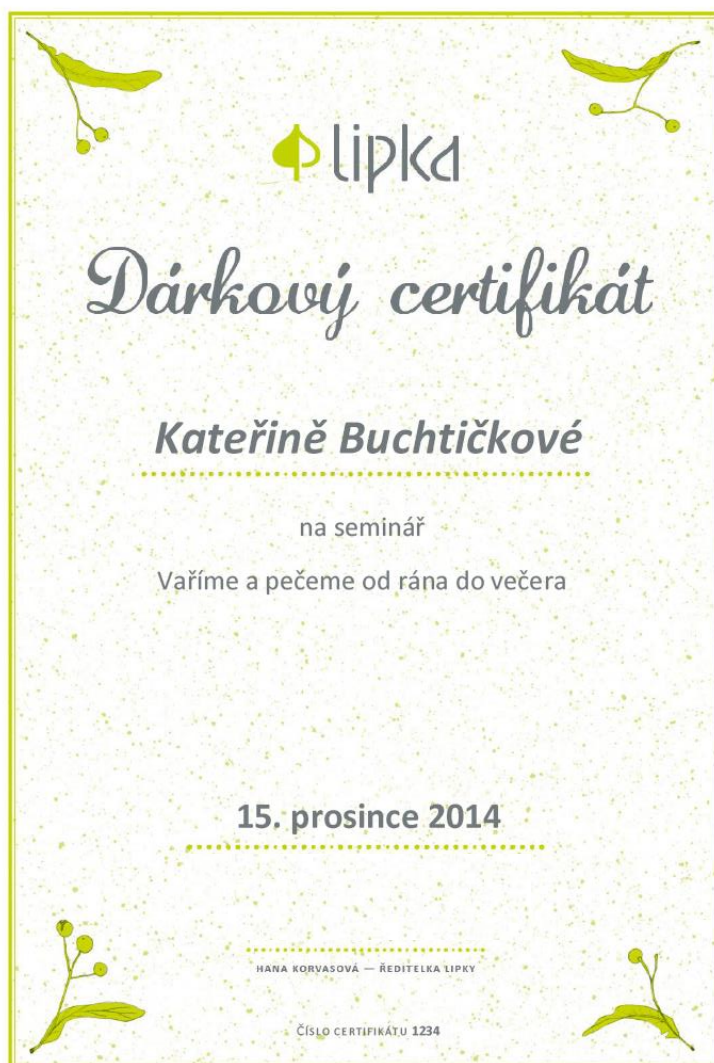 lipka
Dárkový certifikát
Kateřině Buchtičkové
na seminář
Vaříme a pečeme od rána do večera
15. prosince 2014
HANA KORVASOVÁ — ŘEDITELKA LIPKY
ČÍSLO CERTIFIKÁTU 1234